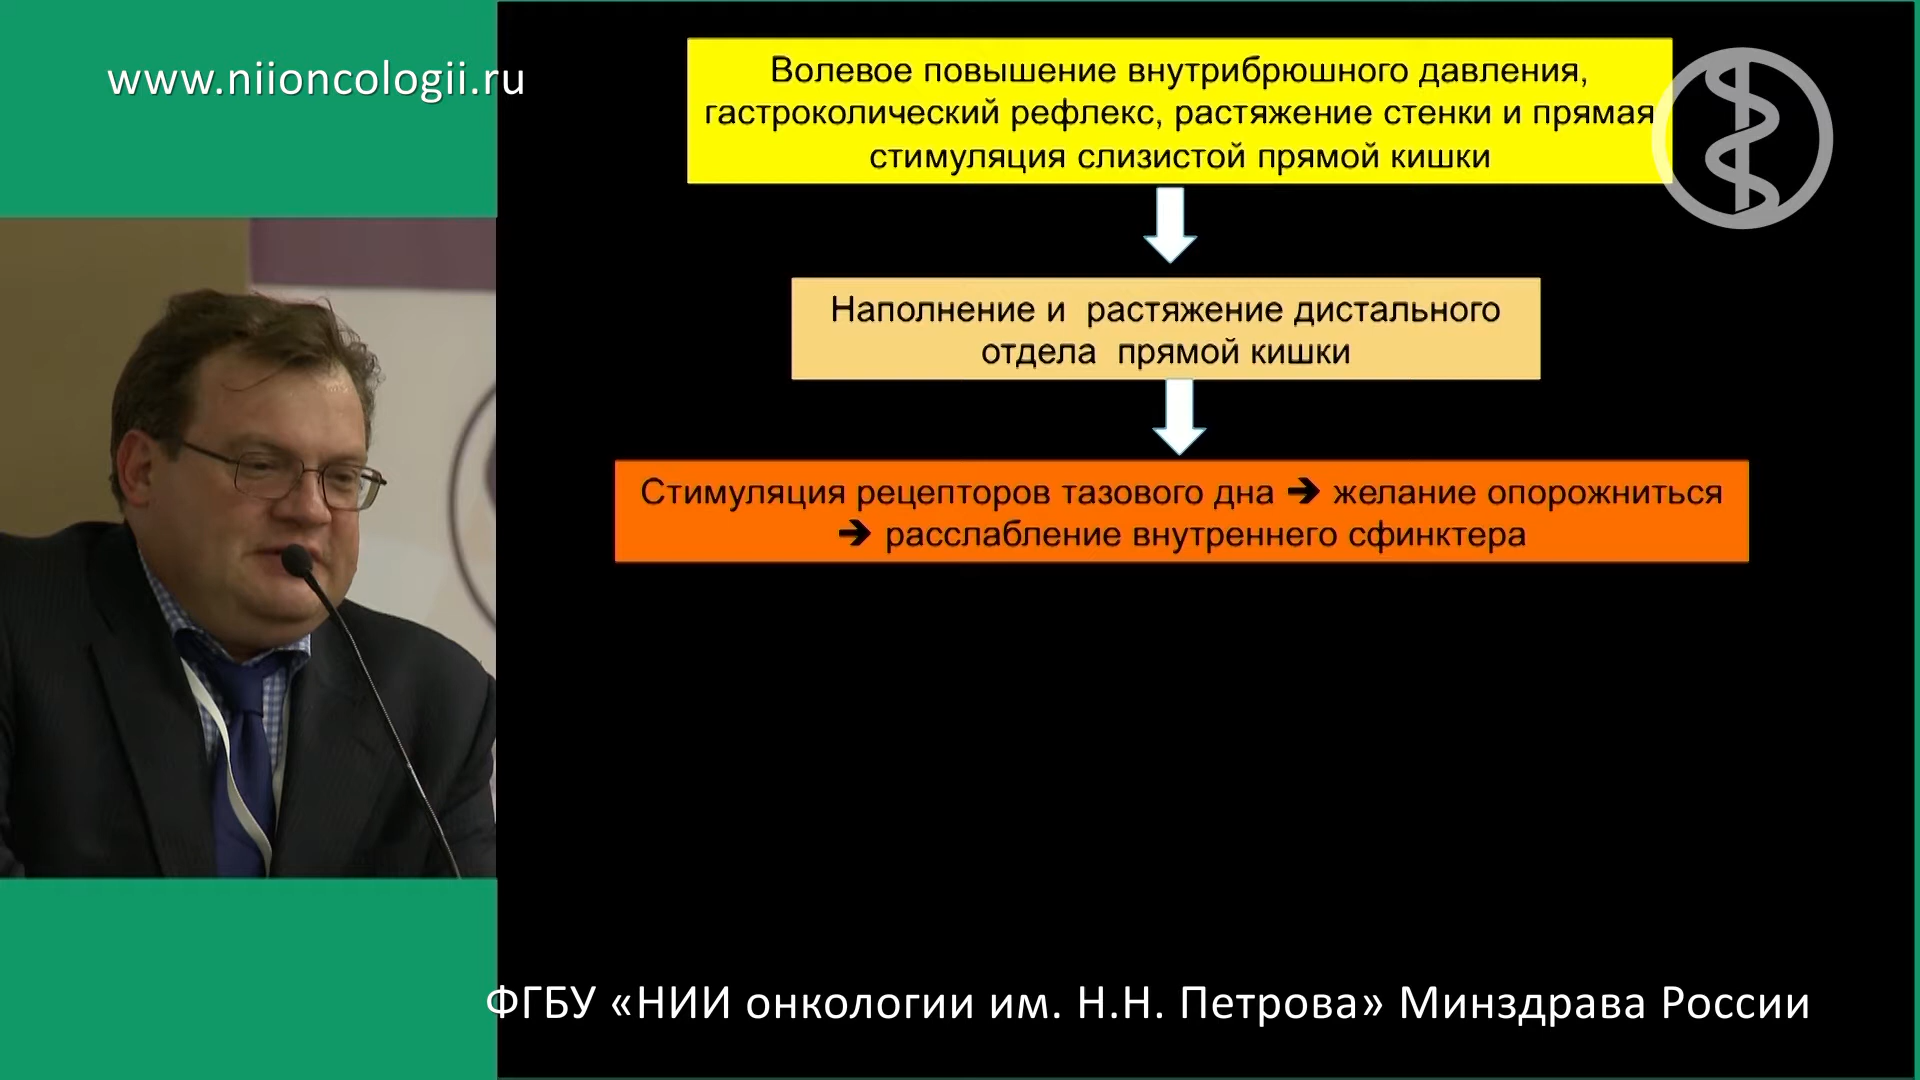 www.niioncologii.ru
Волевое повышение внутрибрюшного давления,
гастроколический рефлекс, растяжение стенки и прямая
стимуляция слизистой прямой кишки
Наполнение и растяжение дистального
отдела прямой кишки
Стимуляция рецепторов тазового дна ➔ желание опорожниться
➔ расслабление внутреннего сфинктера
ФГБУ «НИИ онкологии им. Н.Н. Петрова» Минздрава России